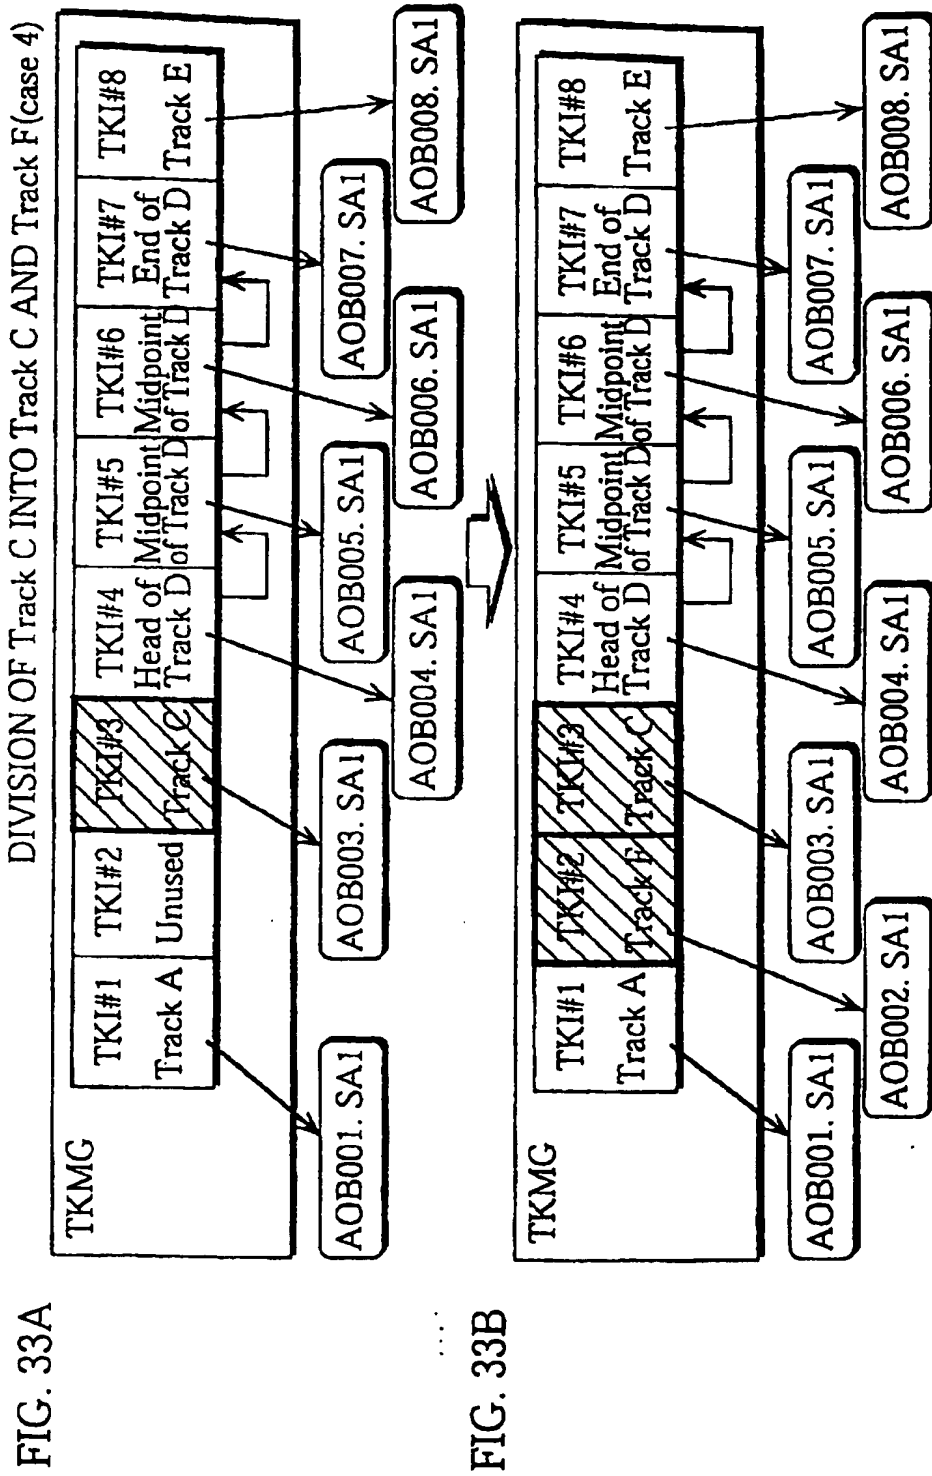 DIVISION OF Track C INTO Track C AND Track F(case 4)
FIG. 33A
TKMG
TKI#1
Track A
TKI#2
Unused
TKI#3
Track C
TKI#4
Head of
Track D
TKI#5
Midpoint
of Track D
TKI#6
Midpoint
of Track D
TKI#7
End of
Track D
TKI#8
Track E
AOB001. SA1
AOB003. SA1
AOB004. SA1
AOB005. SA1
AOB006. SA1
AOB007. SA1
AOB008. SA1
FIG. 33B
TKMG
TKI#1
Track A
TKI#2
Track F
TKI#3
Track C
TKI#4
Head of
Track D
TKI#5
Midpoint
of Track D
TKI#6
Midpoint
of Track D
TKI#7
End of
Track D
TKI#8
Track E
AOB001. SA1
AOB002. SA1
AOB003. SA1
AOB004. SA1
AOB005. SA1
AOB006. SA1
AOB007. SA1
AOB008. SA1